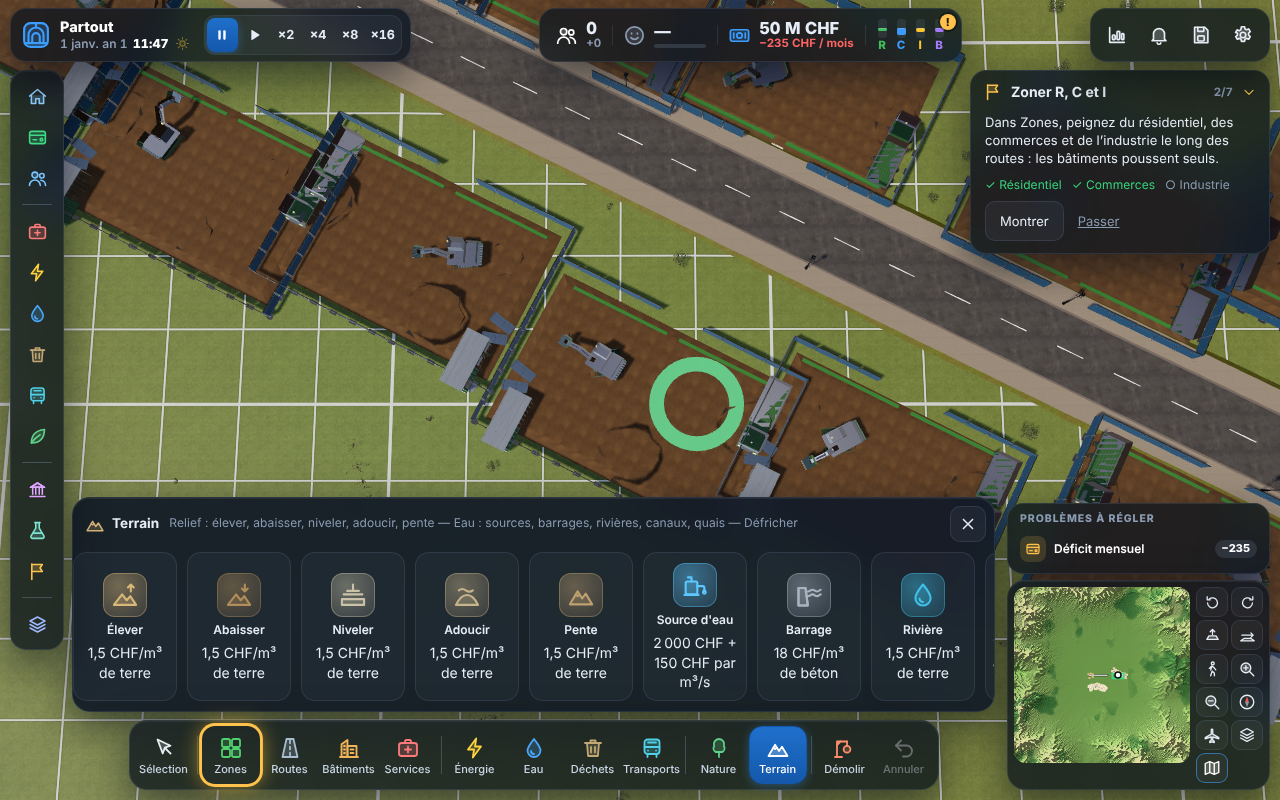 Partout
1 janv. an 1 11:47
×2 ×4 ×8 ×16
0
+0
—
50 M CHF
−235 CHF / mois
R C I B
!
Zoner R, C et I 2/7
Dans Zones, peignez du résidentiel, des
commerces et de l'industrie le long des
routes : les bâtiments poussent seuls.
Résidentiel Commerces Industrie
Montrer Passer
Terrain Relief : élever, abaisser, niveler, adoucir, pente — Eau : sources, barrages, rivières, canaux, quais — Défricher
Élever
1,5 CHF/m³
de terre
Abaisser
1,5 CHF/m³
de terre
Niveler
1,5 CHF/m³
de terre
Adoucir
1,5 CHF/m³
de terre
Pente
1,5 CHF/m³
de terre
Source d'eau
2 000 CHF +
150 CHF par
m³/s
Barrage
18 CHF/m³
de béton
Rivière
1,5 CHF/m³
de terre
PROBLÈMES À RÉGLER
Déficit mensuel −235
Sélection Zones Routes Bâtiments Services Énergie Eau Déchets Transports Nature Terrain Démolir Annuler